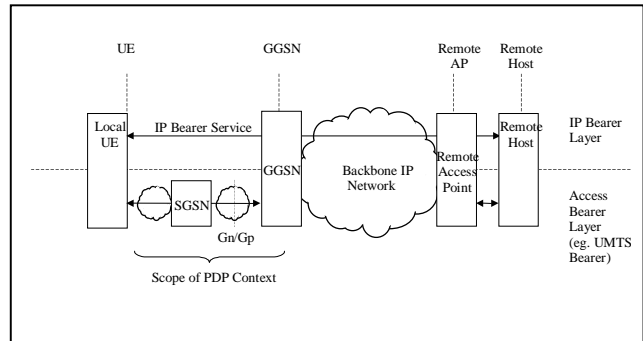 UE
GGSN
Remote
AP
Remote
Host
Local
UE
IP Bearer Service
GGSN
Backbone IP
Network
Remote
Access
Point
Remote
Host
IP Bearer
Layer
SGSN
Gn/Gp
Scope of PDP Context
Access
Bearer
Layer
(eg. UMTS
Bearer)